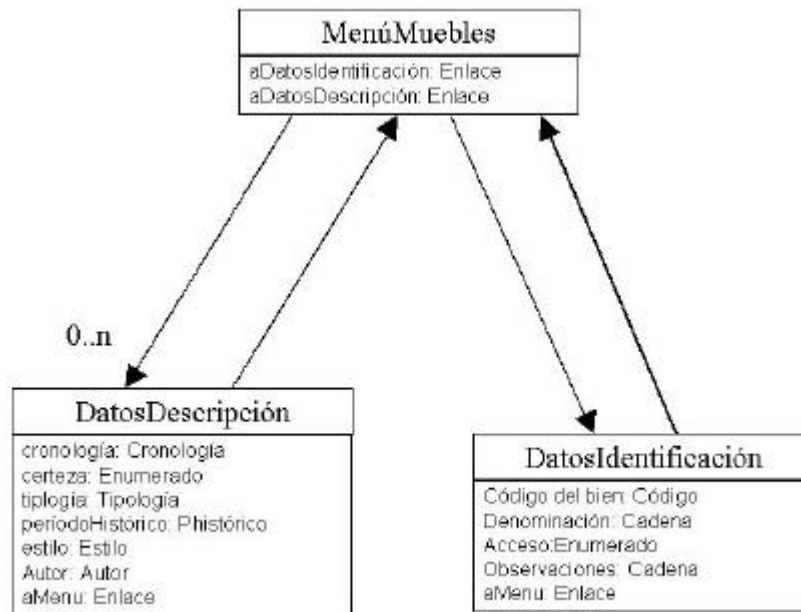 MenúMuebles
aDatosIdentificación: Enlace
aDatosDescripción: Enlace
0..n
DatosDescripción
cronología: Cronología
certeza: Enumerado
tiplogía: Tipología
períodoHistórico: Phistórico
estilo: Estilo
Autor: Autor
aMenu: Enlace
DatosIdentificación
Código del bien: Código
Denominación: Cadena
Acceso:Enumerado
Observaciones: Cadena
aMenu: Enlace